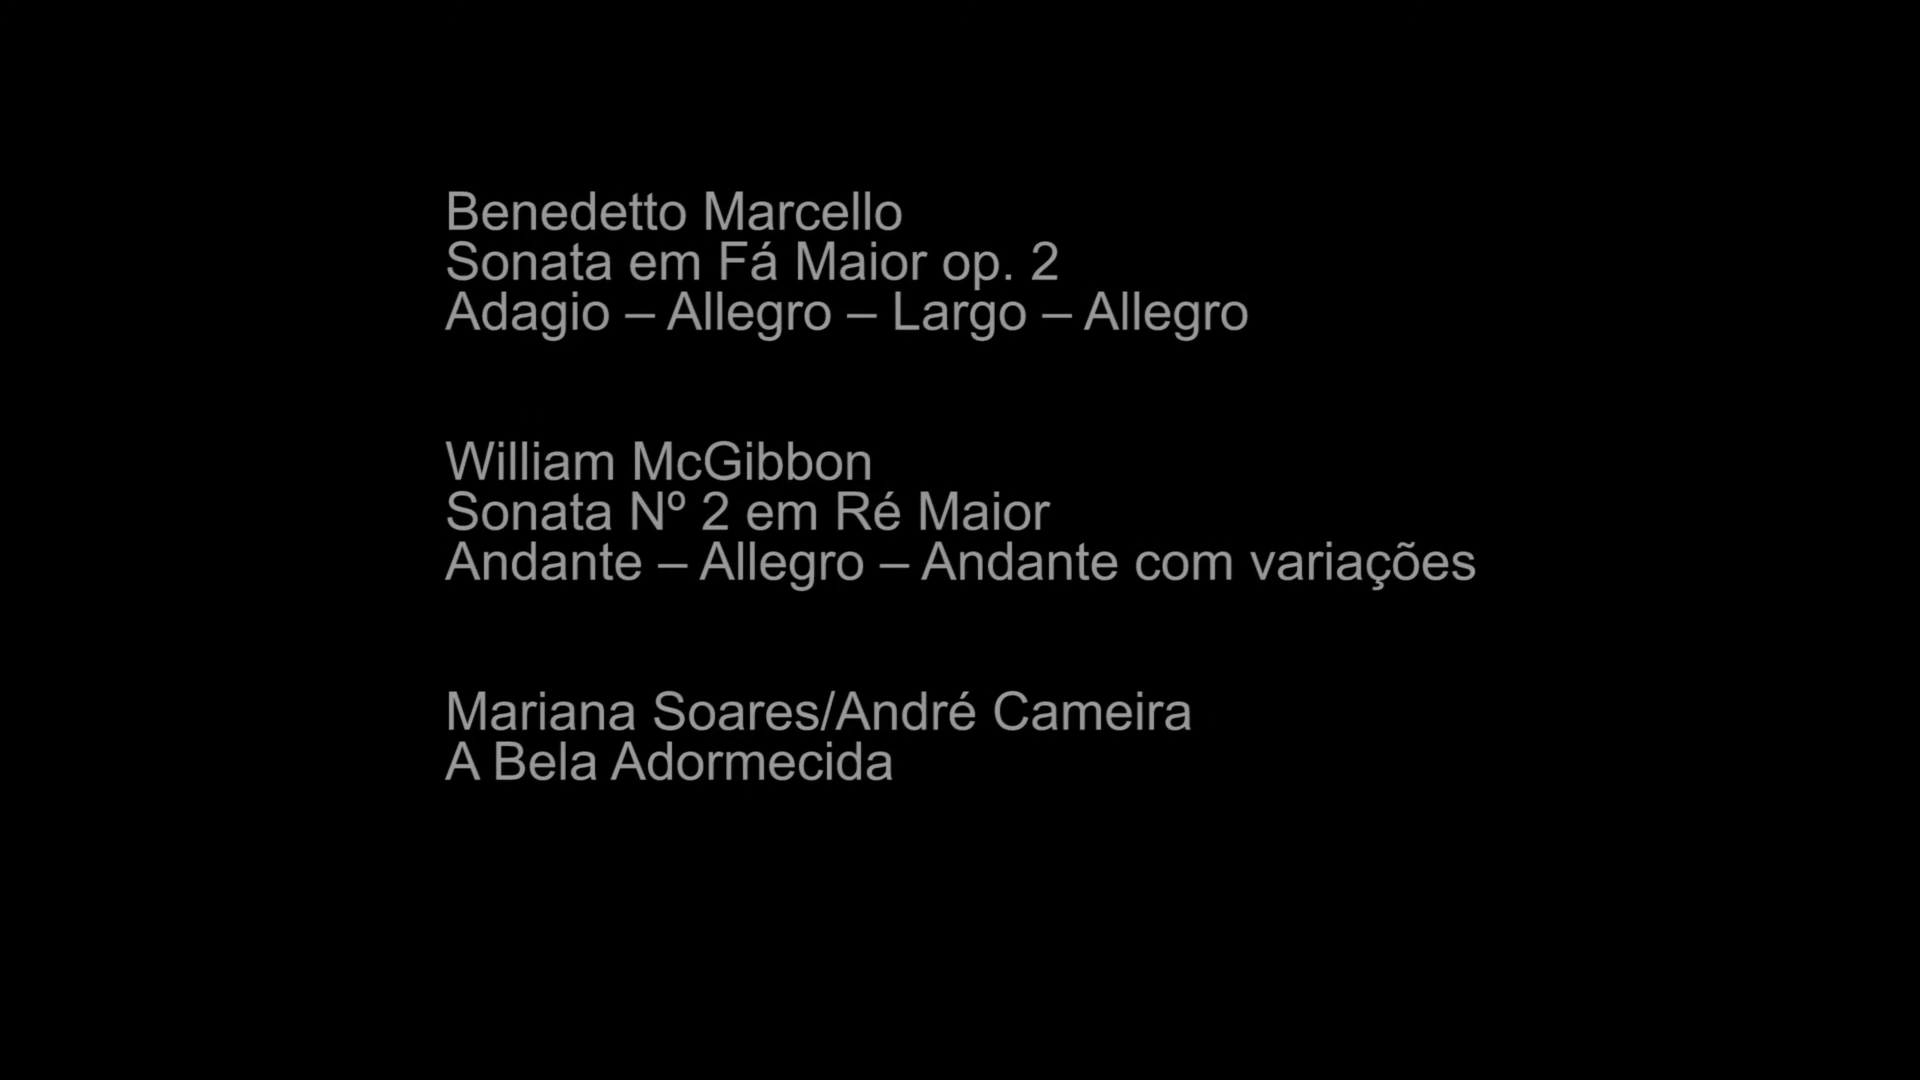 Benedetto Marcello
Sonata em Fá Maior op. 2
Adagio – Allegro – Largo – Allegro
William McGibbon
Sonata Nº 2 em Ré Maior
Andante – Allegro – Andante com variações
Mariana Soares/André Cameira
A Bela Adormecida